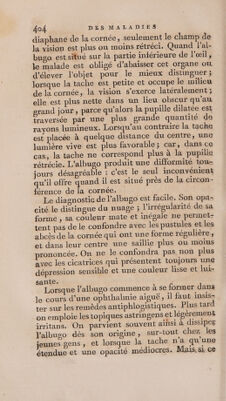 404 DES MALADIES
diaphane de la cornée, seulement le champ de
la vision est plus ou moins rétréci. Quand l'al-
bugo est situé sur la partie inférieure de l'œil,
le malade est obligé d'abaisser cet organe ou
d'élever l'objet pour le mieux distinguer;
lorsque la tache est petite et occupe le milieu
de la cornée, la vision s'exerce latéralement;
elle est plus nette dans un lieu obscur qu'au
grand jour, parce qu'alors la pupille dilatée est
traversée par une plus grande quantité de
rayons lumineux. Lorsqu'au contraire la tache
est placée à quelque distance du centre, une
lumière vive est plus favorable; car, dans ce
cas, la tache ne correspond plus à la pupille
rétrécie. L'albugo produit une difformité tou-
jours désagréable: c'est le seul inconvénient
qu'il offre quand il est situé près de la circon-
férence de la cornée.
Le diagnostic de l'albugo est facile. Son opa-
cité le distingue du nuage; l'irrégularité de sa
forme, sa couleur mate et inégale ne permet-
tent pas de le confondre avec les pustules et les
abcès de la cornée qui ont une forme régulière,
et dans leur centre une saillie plus ou moins
prononcée. On ne le confondra pas non plus
avec les cicatrices qui présentent toujours une
dépression sensible et une couleur lisse et lui-
sante.
Lorsque l'albugo commence à se former dans
le cours d'une ophthalmie aiguë, il faut insis-
ter sur les remèdes antiphlogistiques. Plus tard
on emploie les topiques astringens et légèrement
irritans. On parvient souvent ainsi à dissiper
l'albugo dès son origine, sur-tout chez les
jeunes gens, et lorsque la tache n'a qu'une
étendue et une opacité médiocres. Mais si ce